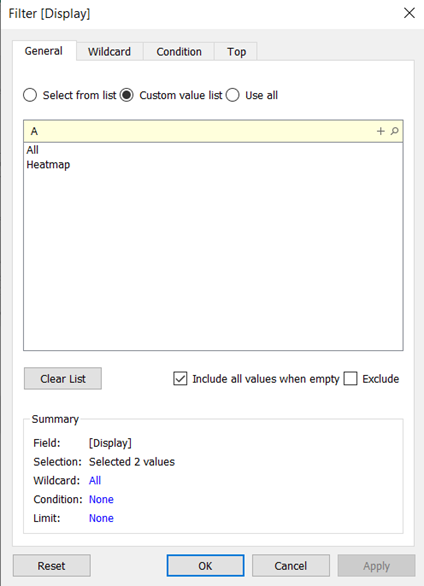 Filter [Display]
General Wildcard Condition Top
Select from list Custom value list Use all
A
All
Heatmap
Clear List Include all values when empty Exclude
Summary
Field: [Display]
Selection: Selected 2 values
Wildcard: All
Condition: None
Limit: None
Reset OK Cancel Apply